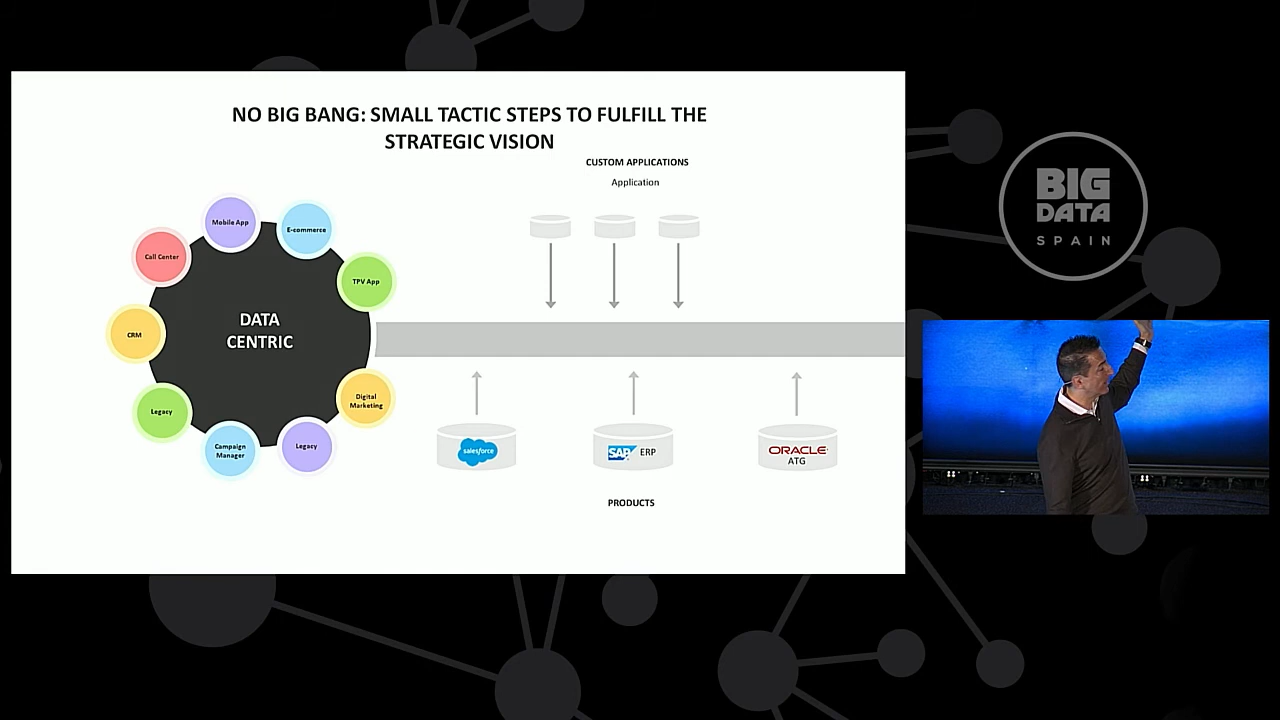 NO BIG BANG: SMALL TACTIC STEPS TO FULFILL THE
STRATEGIC VISION
CUSTOM APPLICATIONS
Application
Mobile App
E-commerce
Call Center
TPV App
CRM
DATA
CENTRIC
Legacy
Digital
Marketing
Campaign
Manager
Legacy
salesforce
SAP ERP
ORACLE
ATG
PRODUCTS
BIG
DATA
SPAIN